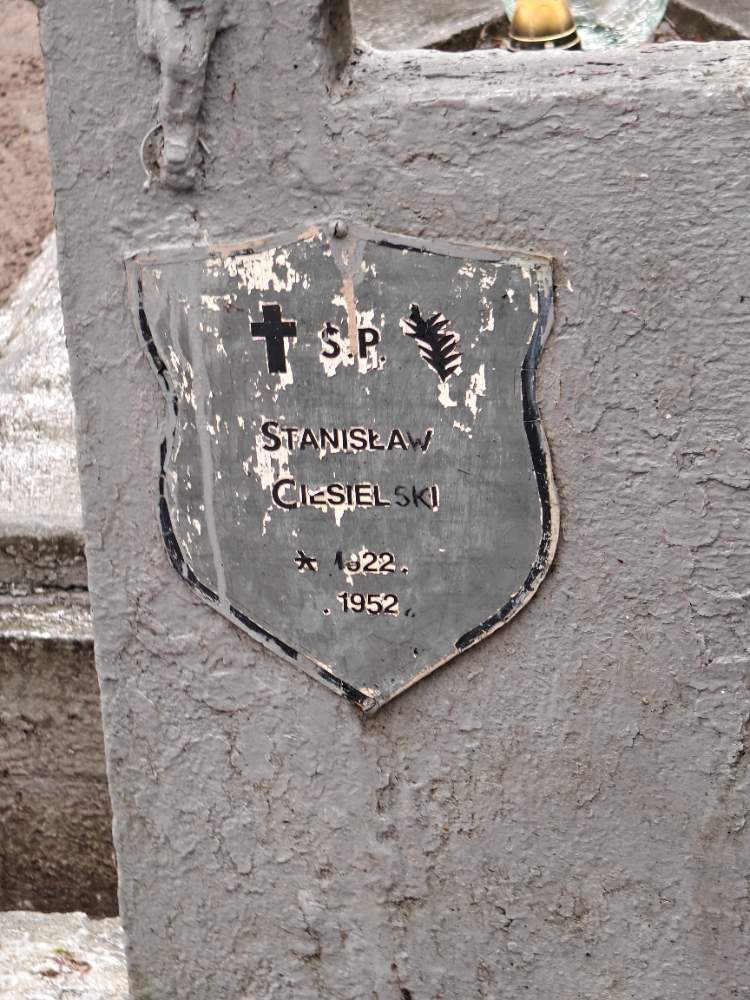 Ś.P.
STANISŁAW
CIESIELSKI
* 1922.
. 1952.